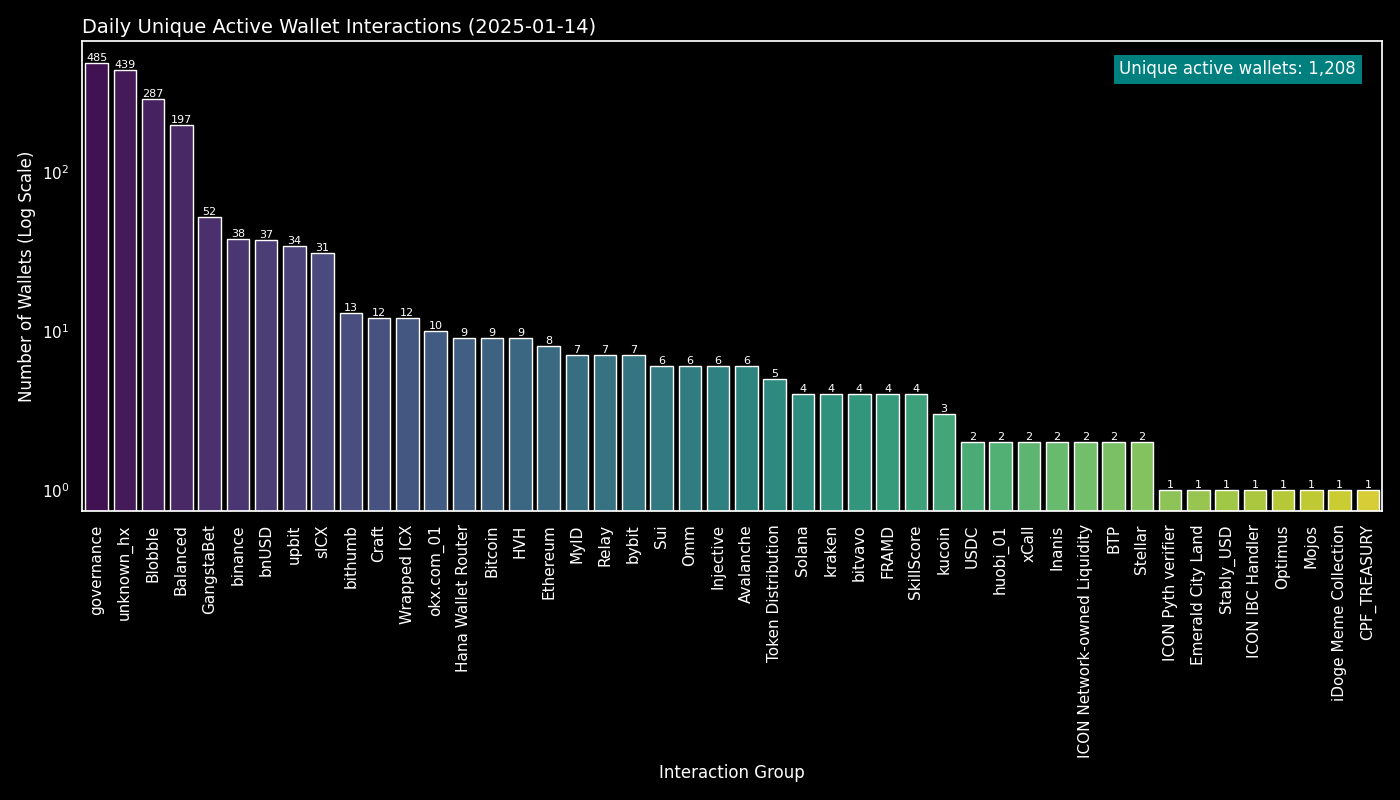 Daily Unique Active Wallet Interactions (2025-01-14)
Unique active wallets: 1,208
Number of Wallets (Log Scale)
10²
10¹
10⁰
485
439
287
197
52
38
37
34
31
13
12
12
10
9
9
9
8
7
7
7
6
6
6
6
5
4
4
4
4
4
3
2
2
2
2
2
2
2
1
1
1
1
1
1
1
1
governance
unknown_hx
Blobble
Balanced
GangstaBet
binance
bnUSD
upbit
sICX
bithumb
Craft
Wrapped ICX
okx.com_01
Hana Wallet Router
Bitcoin
HVH
Ethereum
MyID
Relay
bybit
Sui
Omm
Injective
Avalanche
Token Distribution
Solana
kraken
bitvavo
FRAMD
SkillScore
kucoin
USDC
huobi_01
xCall
Inanis
ICON Network-owned Liquidity
BTP
Stellar
ICON Pyth verifier
Emerald City Land
Stably_USD
ICON IBC Handler
Optimus
Mojos
iDoge Meme Collection
CPF_TREASURY
Interaction Group